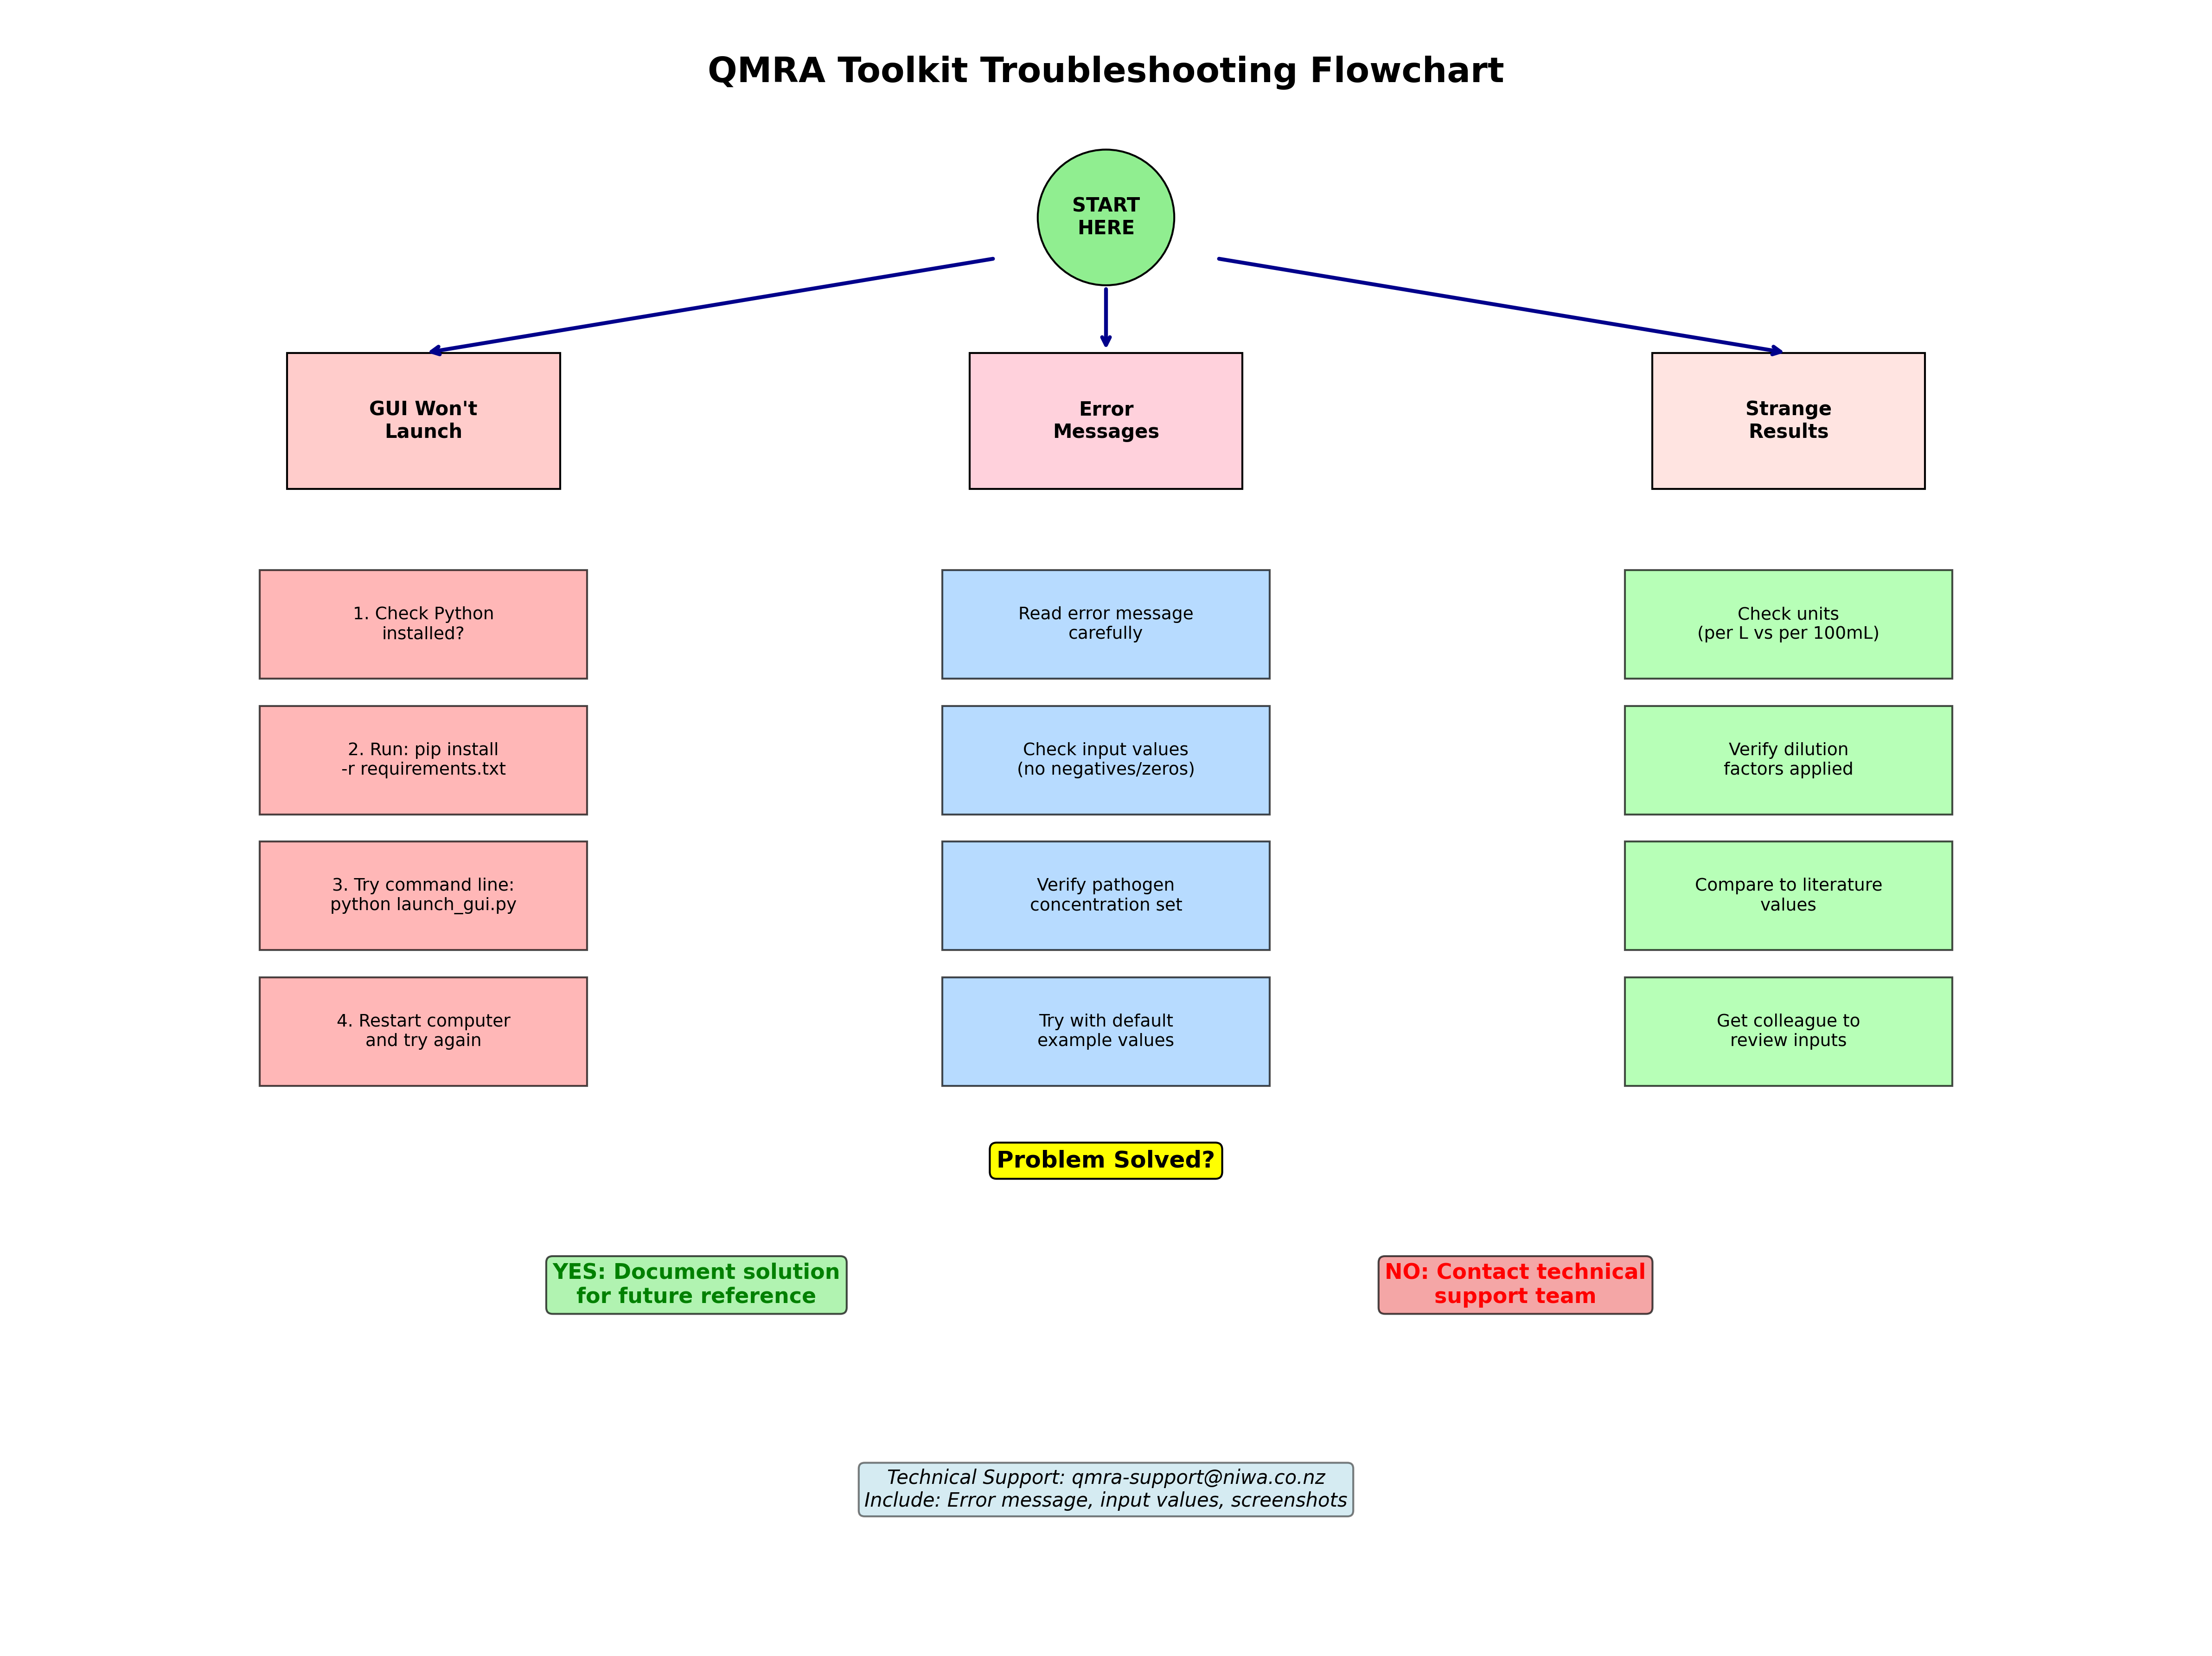 QMRA Toolkit Troubleshooting Flowchart
START
HERE
GUI Won't
Launch
Error
Messages
Strange
Results
1. Check Python
installed?
Read error message
carefully
Check units
(per L vs per 100mL)
2. Run: pip install
-r requirements.txt
Check input values
(no negatives/zeros)
Verify dilution
factors applied
3. Try command line:
python launch_gui.py
Verify pathogen
concentration set
Compare to literature
values
4. Restart computer
and try again
Try with default
example values
Get colleague to
review inputs
Problem Solved?
YES: Document solution
for future reference
NO: Contact technical
support team
Technical Support: qmra-support@niwa.co.nz
Include: Error message, input values, screenshots